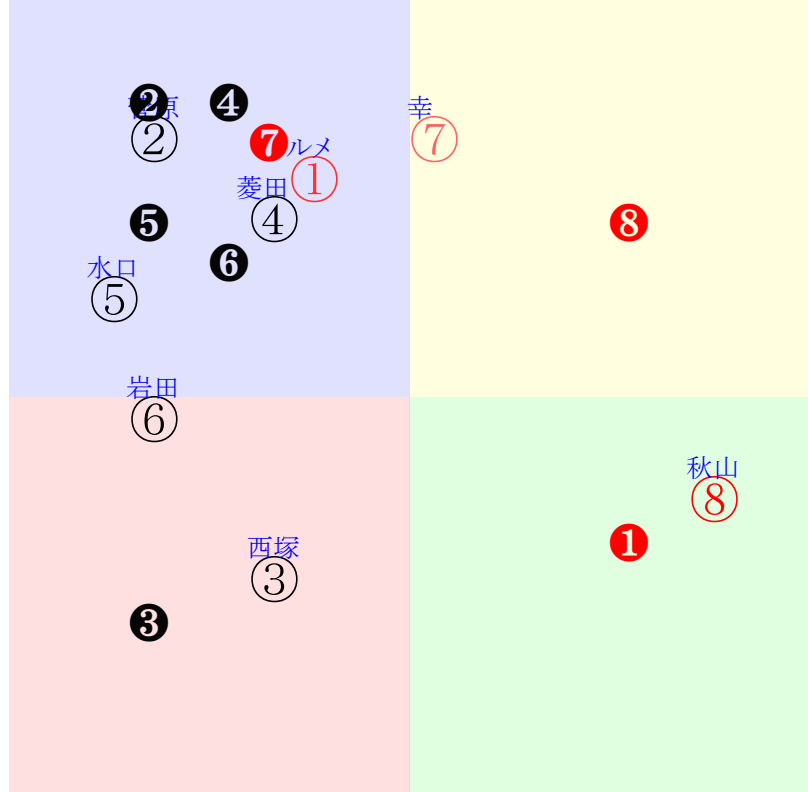 ❷ ❹
菅原 幸
② ❼ ルメ ⑦
①
菱田
④
❺ ❽
❻
水口
⑤
岩田
⑥
秋山
⑧
❶
西塚
③
❸